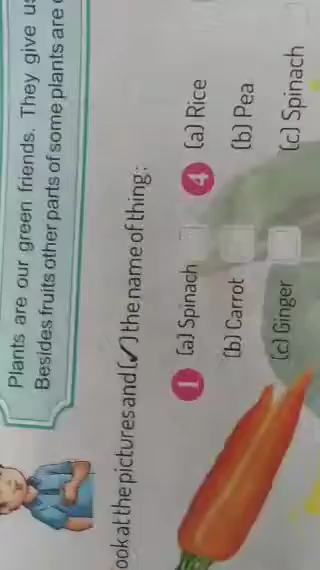 Plants are our green friends. They give us
Besides fruits other parts of some plants are
ook at the pictures and (✓) the name of thing:
1 (a) Spinach
(b) Carrot
(c) Ginger
4 (a) Rice
(b) Pea
(c) Spinach